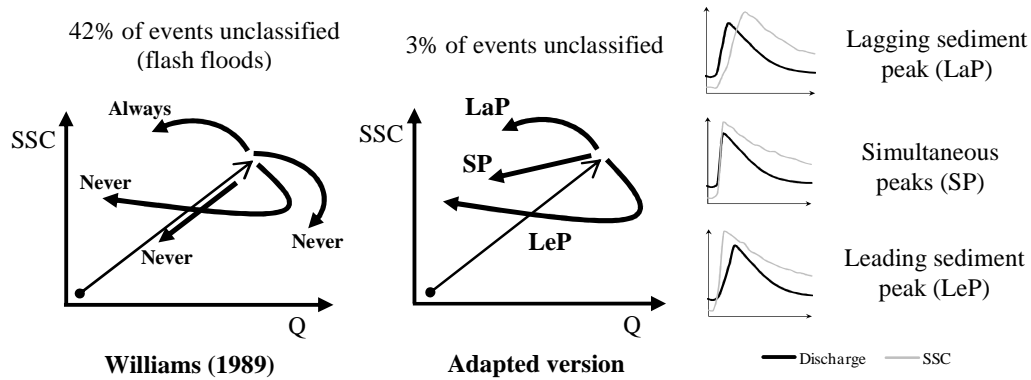 42% of events unclassified
(flash floods)
SSC
Always
Never
Never
Never
Q
Williams (1989)
3% of events unclassified
SSC
LaP
SP
LeP
Q
Adapted version
Lagging sediment
peak (LaP)
Simultaneous
peaks (SP)
Leading sediment
peak (LeP)
Discharge
SSC